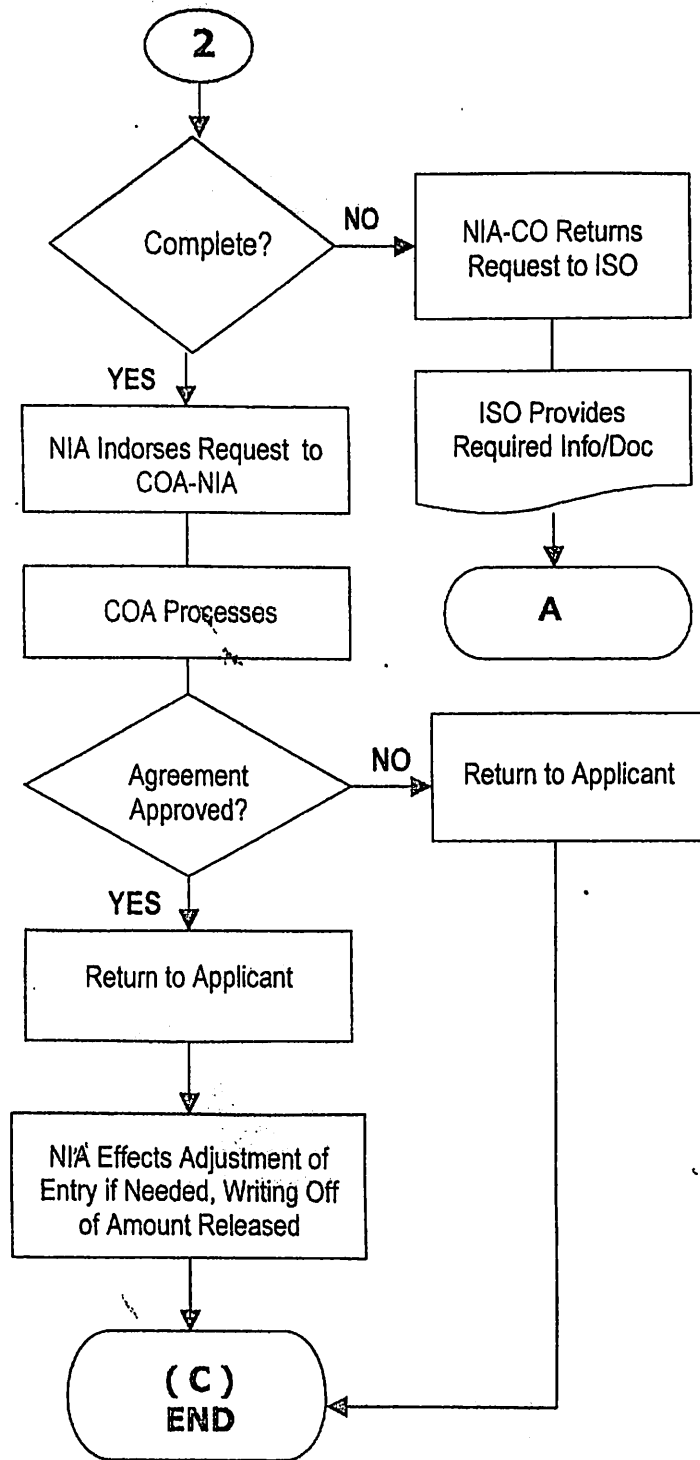 2
Complete?
NO
NIA-CO Returns
Request to ISO
YES
ISO Provides
Required Info/Doc
NIA Indorses Request to
COA-NIA
A
COA Processes
Agreement
Approved?
NO
Return to Applicant
YES
Return to Applicant
NIA Effects Adjustment of
Entry if Needed, Writing Off
of Amount Released
( C )
END